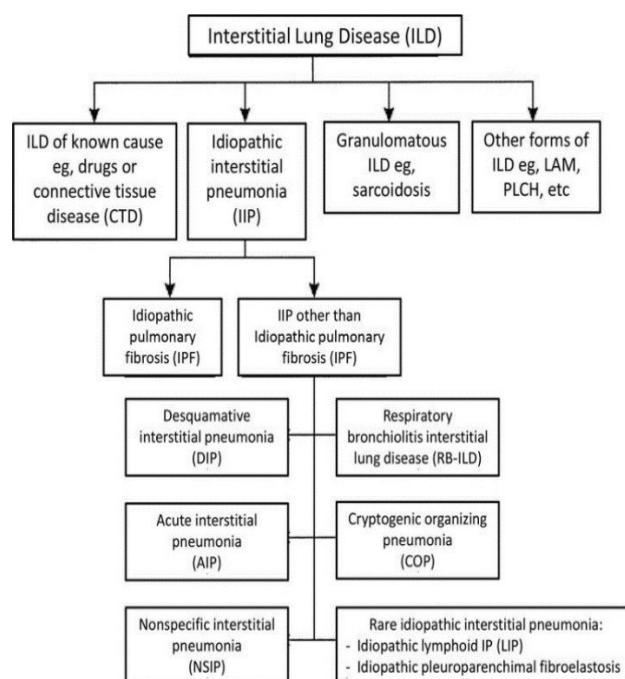 Interstitial Lung Disease (ILD)
ILD of known cause
eg, drugs or
connective tissue
disease (CTD)
Idiopathic
interstitial
pneumonia
(IIP)
Granulomatous
ILD eg,
sarcoidosis
Other forms of
ILD eg, LAM,
PLCH, etc
Idiopathic
pulmonary
fibrosis (IPF)
IIP other than
Idiopathic pulmonary
fibrosis (IPF)
Desquamative
interstitial pneumonia
(DIP)
Respiratory
bronchiolitis interstitial
lung disease (RB-ILD)
Acute interstitial
pneumonia
(AIP)
Cryptogenic organizing
pneumonia
(COP)
Nonspecific interstitial
pneumonia
(NSIP)
Rare idiopathic interstitial pneumonia:
- Idiopathic lymphoid IP (LIP)
- Idiopathic pleuroparenchimal fibroelastosis